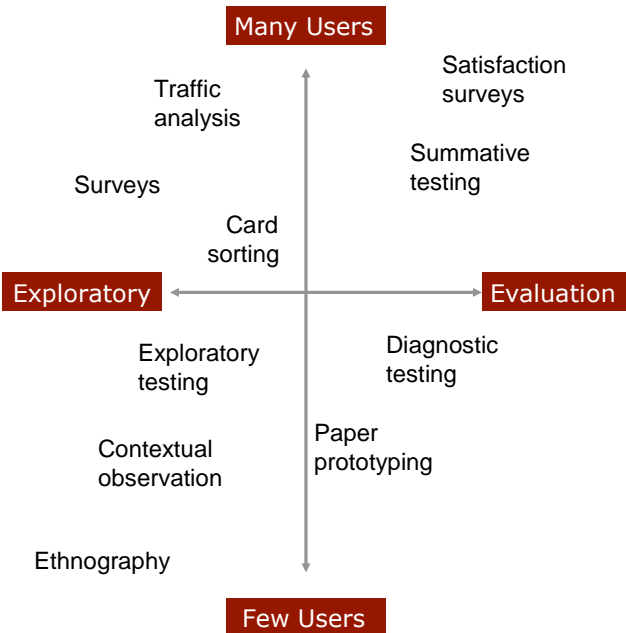 Many Users
Satisfaction
surveys
Traffic
analysis
Summative
testing
Surveys
Card
sorting
Exploratory
Evaluation
Diagnostic
testing
Exploratory
testing
Paper
prototyping
Contextual
observation
Ethnography
Few Users